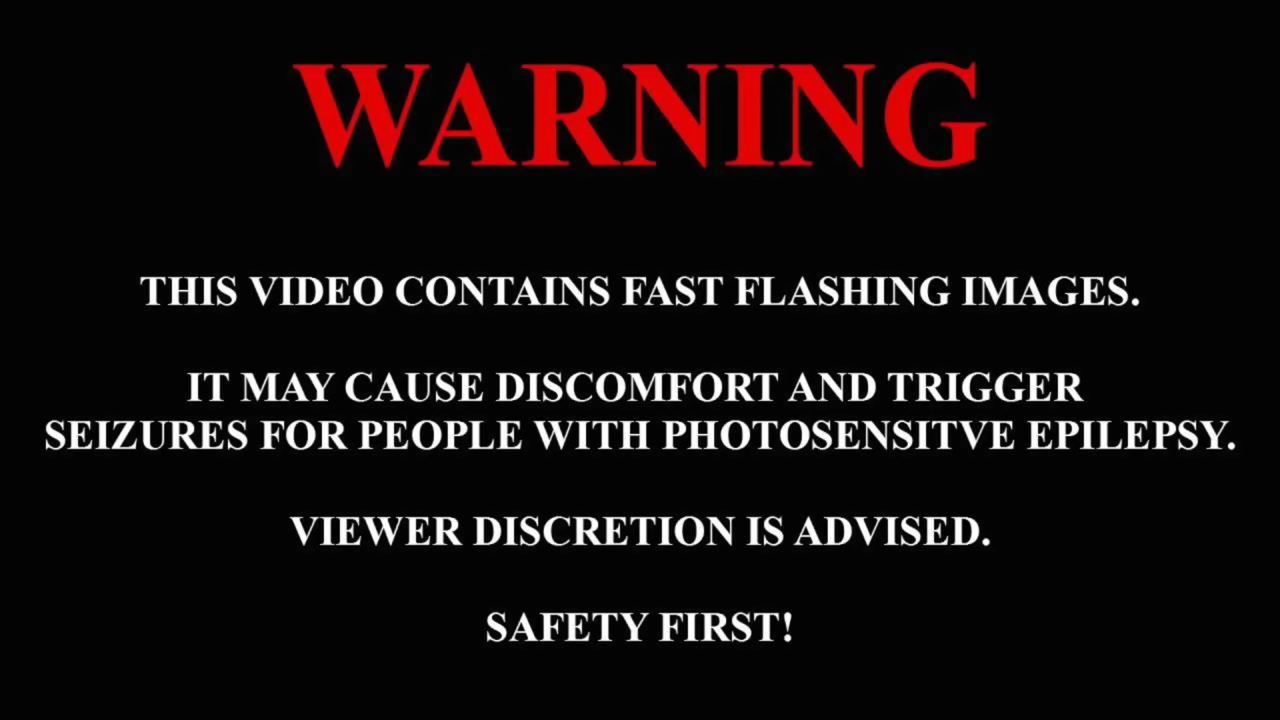 WARNING
THIS VIDEO CONTAINS FAST FLASHING IMAGES.
IT MAY CAUSE DISCOMFORT AND TRIGGER
SEIZURES FOR PEOPLE WITH PHOTOSENSITVE EPILEPSY.
VIEWER DISCRETION IS ADVISED.
SAFETY FIRST!